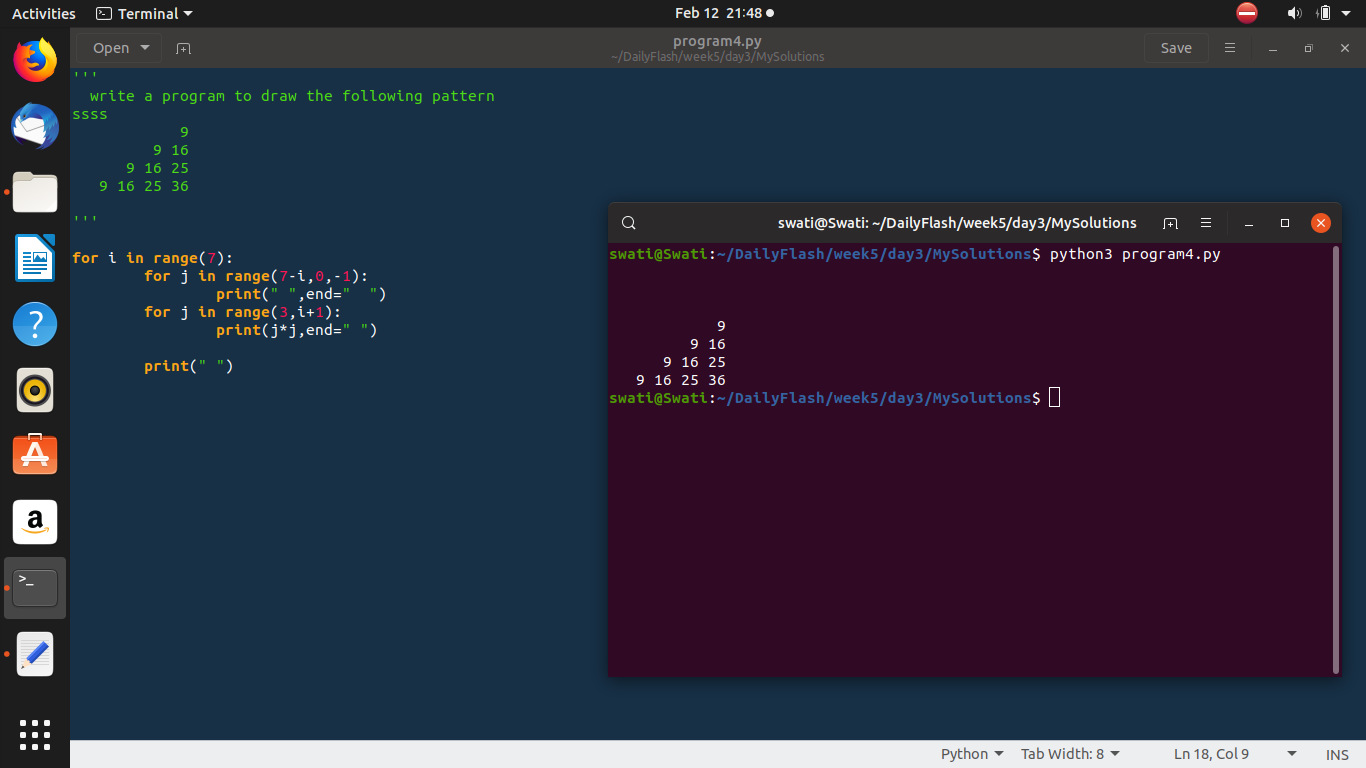 Activities Terminal Feb 12 21:48
Open program4.py Save
~/DailyFlash/week5/day3/MySolutions
'''
  write a program to draw the following pattern
ssss
            9
         9 16
      9 16 25
   9 16 25 36
'''
for i in range(7):
        for j in range(7-i,0,-1):
                print(" ",end="  ")
        for j in range(3,i+1):
                print(j*j,end=" ")
        print(" ")
swati@Swati: ~/DailyFlash/week5/day3/MySolutions
swati@Swati:~/DailyFlash/week5/day3/MySolutions$ python3 program4.py
            9
         9 16
      9 16 25
   9 16 25 36
swati@Swati:~/DailyFlash/week5/day3/MySolutions$
?
A
a
>_
Python Tab Width: 8 Ln 18, Col 9 INS